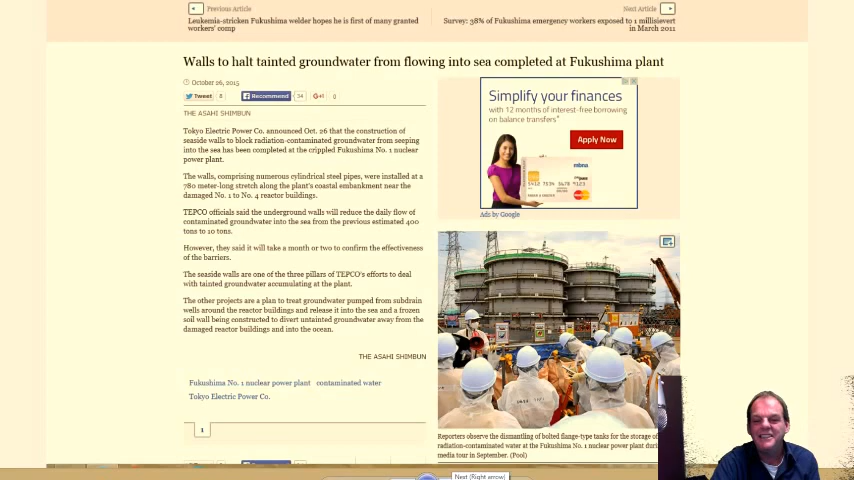 Previous Article
Leukemia-stricken Fukushima welder hopes he is first of many granted
workers' comp
Next Article
Survey: 38% of Fukushima emergency workers exposed to 1 millisievert
in March 2011
Walls to halt tainted groundwater from flowing into sea completed at Fukushima plant
October 26, 2015
Tweet 8 Recommend 34 +1 0
THE ASAHI SHIMBUN
Tokyo Electric Power Co. announced Oct. 26 that the construction of
seaside walls to block radiation-contaminated groundwater from seeping
into the sea has been completed at the crippled Fukushima No. 1 nuclear
power plant.
The walls, comprising numerous cylindrical steel pipes, were installed at a
780 meter-long stretch along the plant's coastal embankment near the
damaged No. 1 to No. 4 reactor buildings.
TEPCO officials said the underground walls will reduce the daily flow of
contaminated groundwater into the sea from the previous estimated 400
tons to 10 tons.
However, they said it will take a month or two to confirm the effectiveness
of the barriers.
The seaside walls are one of the three pillars of TEPCO's efforts to deal
with tainted groundwater accumulating at the plant.
The other projects are a plan to treat groundwater pumped from subdrain
wells around the reactor buildings and release it into the sea and a frozen
soil wall being constructed to divert untainted groundwater away from the
damaged reactor buildings and into the ocean.
THE ASAHI SHIMBUN
Fukushima No. 1 nuclear power plant contaminated water
Tokyo Electric Power Co.
1
Simplify your finances
with 12 months of interest-free borrowing
on balance transfers*
Apply Now
mbna
5412 7534 5678 9123
MasterCard
Ads by Google
Reporters observe the dismantling of bolted flange-type tanks for the storage of
radiation-contaminated water at the Fukushima No. 1 nuclear power plant
media tour in September. (Pool)
Next (Right arrow)